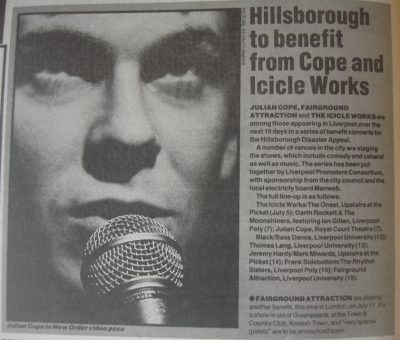 Hillsborough
to benefit
from Cope and
Icicle Works
JULIAN COPE, FAIRGROUND
ATTRACTION and THE ICICLE WORKS are
among those appearing in Liverpool over the
next 10 days in a series of benefit concerts for
the Hillsborough Disaster Appeal.
A number of venues in the city are staging
the shows, which include comedy and cabaret
as well as music. The series has been put
together by Liverpool Promoters Consortium,
with sponsorship from the city council and the
local electricity board Manweb.
The full line-up is as follows:
The Icicle Works/The Onset, Upstairs at the
Picket (July 5); Garth Rockett & The
Moonshiners, featuring Ian Gillan, Liverpool
Poly (7); Julian Cope, Royal Court Theatre (7).
Black/Bass Dance, Liverpool University (12);
Thomas Lang, Liverpool University (13);
Jeremy Hardy/Mark Miwurdz, Upstairs at the
Picket (14); Frank Sidebottom/The Rhythm
Sisters, Liverpool Poly (15); Fairground
Attraction, Liverpool University (15).
● FAIRGROUND ATTRACTION are playing
another benefit, this time in London, on July 17. It's
a show in aid of Greenpeace, at the Town &
Country Club, Kentish Town, and "very special
guests" are to be announced soon.
Julian Cope in New Order video pose